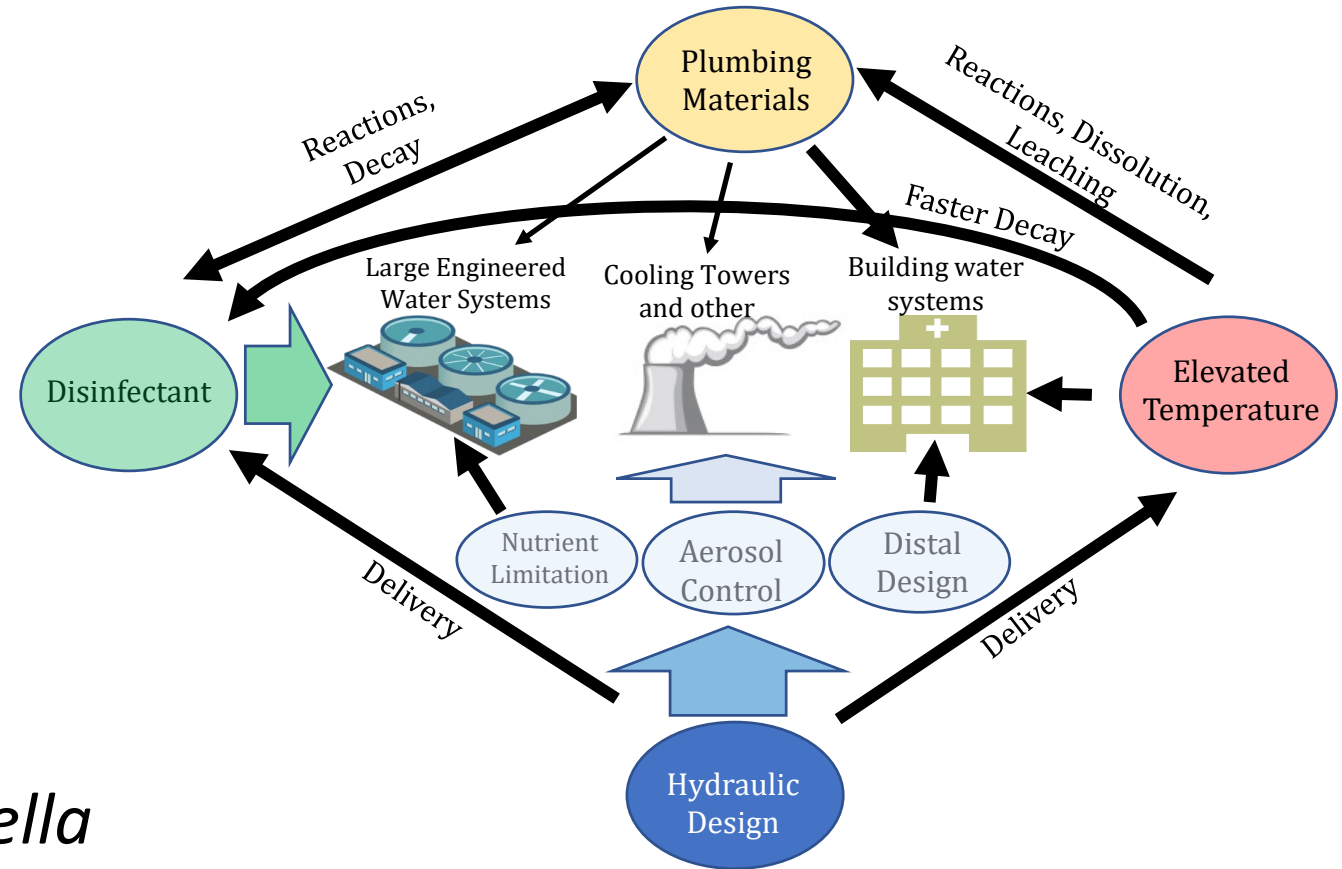 Plumbing
Materials
Reactions,
Decay
Reactions, Dissolution,
Leaching
Faster Decay
Large Engineered
Water Systems
Cooling Towers
and other
Building water
systems
Disinfectant
Elevated
Temperature
Nutrient
Limitation
Aerosol
Control
Distal
Design
Delivery
Delivery
Hydraulic
Design
ella